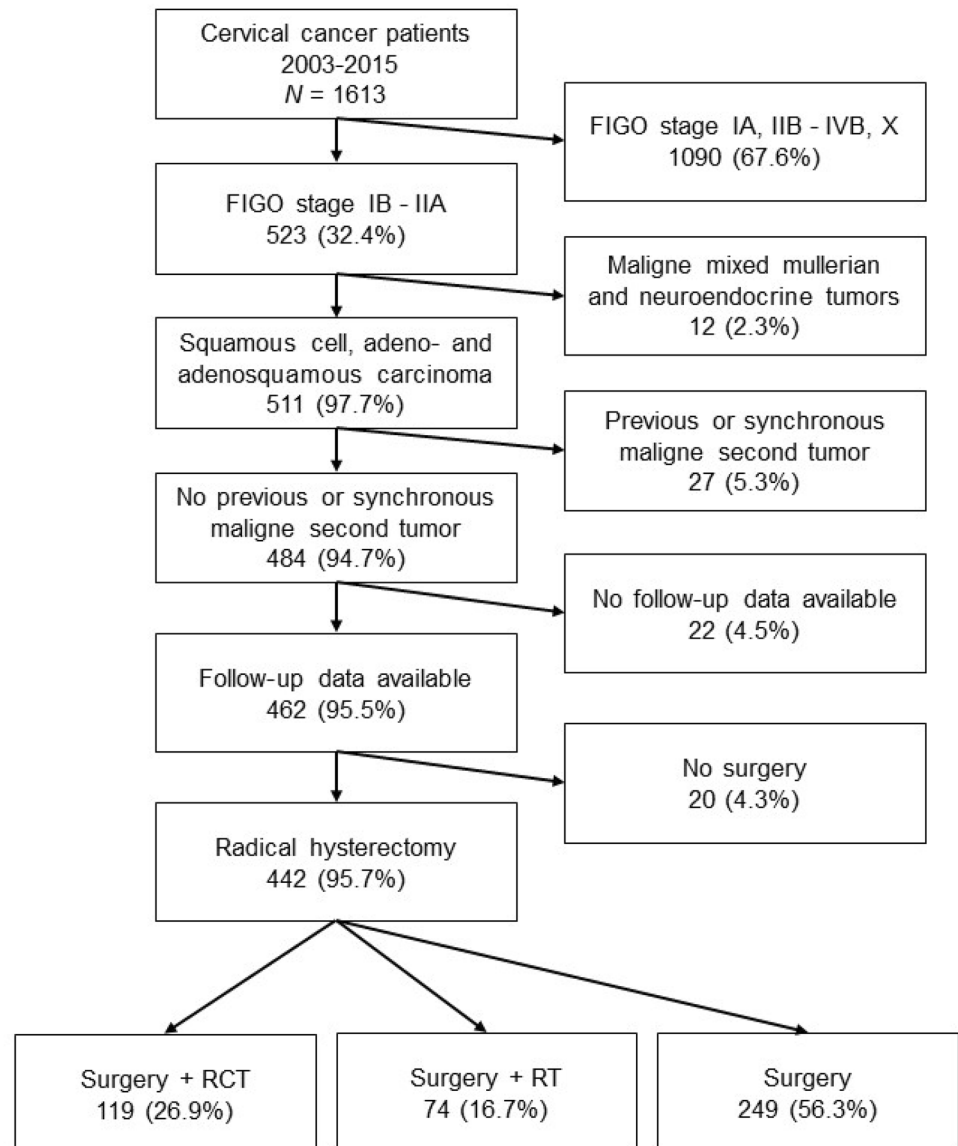 Cervical cancer patients
2003-2015
N = 1613
FIGO stage IA, IIB - IVB, X
1090 (67.6%)
FIGO stage IB - IIA
523 (32.4%)
Maligne mixed mullerian
and neuroendocrine tumors
12 (2.3%)
Squamous cell, adeno- and
adenosquamous carcinoma
511 (97.7%)
Previous or synchronous
maligne second tumor
27 (5.3%)
No previous or synchronous
maligne second tumor
484 (94.7%)
No follow-up data available
22 (4.5%)
Follow-up data available
462 (95.5%)
No surgery
20 (4.3%)
Radical hysterectomy
442 (95.7%)
Surgery + RCT
119 (26.9%)
Surgery + RT
74 (16.7%)
Surgery
249 (56.3%)